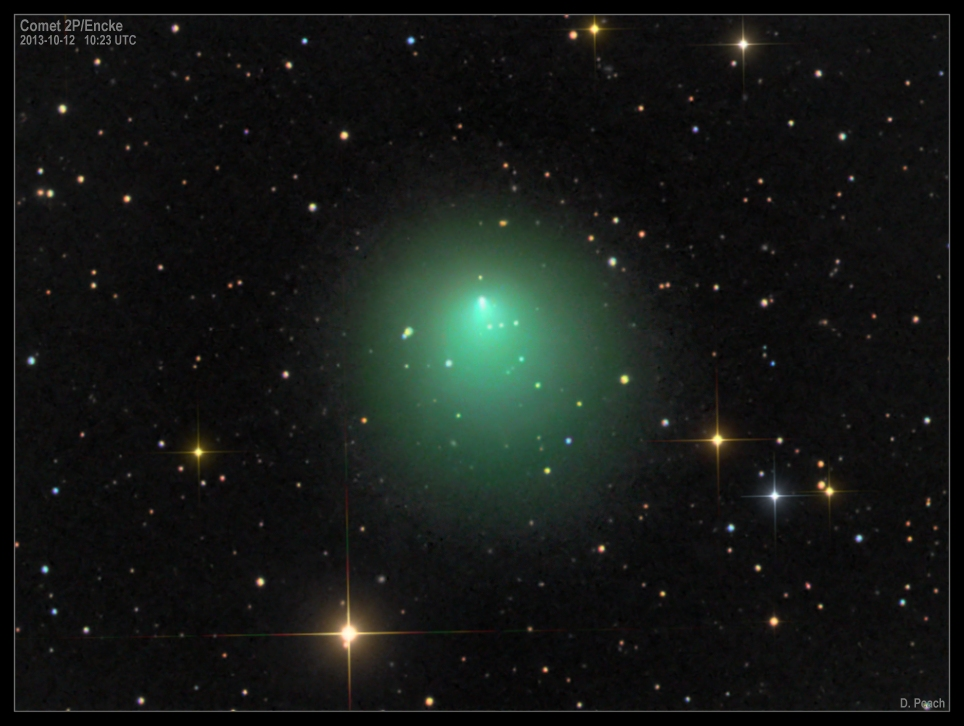 Comet 2P/Encke
2013-10-12 10:23 UTC
D. Peach